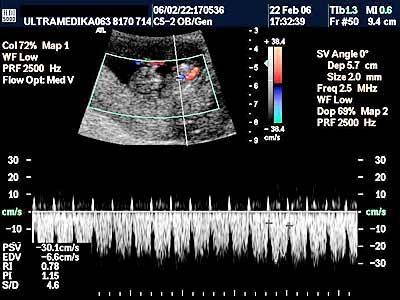 ULTRAMEDIKA063 8170 714
06/02/22:170536
C5-2 OB/Gen
22 Feb 06
17:32:39
TIb1.3 MI 0.6
Fr #50 9.4 cm
Col 72% Map 1
WF Low
PRF 2500 Hz
Flow Opt: Med V
ATL
+ 38.4
- 38.4
cm/s
SV Angle 0°
Dep 5.7 cm
Size 2.0 mm
Freq 2.5 MHz
WF Low
Dop 69% Map 2
PRF 2500 Hz
30
20
10
cm/s
-10
-20
-30
30
20
10
cm/s
-10
-20
-30
PSV -30.1cm/s
EDV -6.6cm/s
RI 0.78
PI 1.15
S/D 4.6